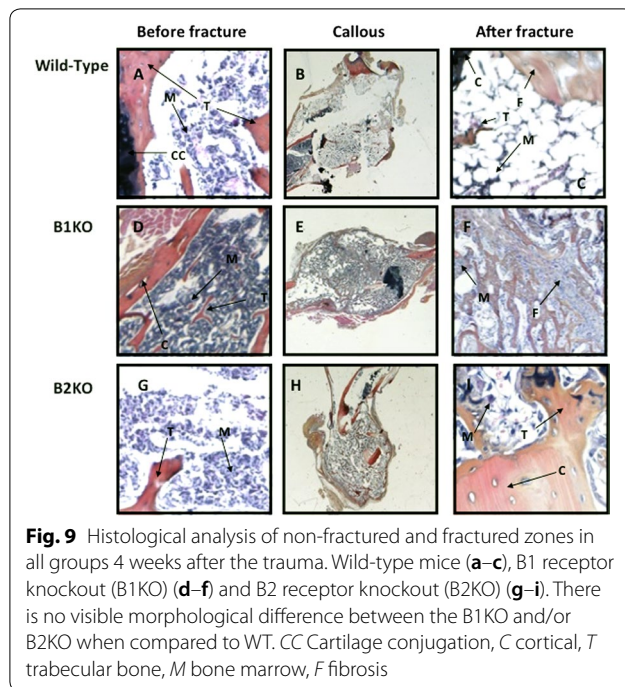 Before fracture Callous After fracture
Wild-Type
A M T CC
B
C F T M C
B1KO
D M T C
E
F M F
B2KO
G T M
H
I M T C
Fig. 9 Histological analysis of non-fractured and fractured zones in
all groups 4 weeks after the trauma. Wild-type mice (a–c), B1 receptor
knockout (B1KO) (d–f) and B2 receptor knockout (B2KO) (g–i). There
is no visible morphological difference between the B1KO and/or
B2KO when compared to WT. CC Cartilage conjugation, C cortical, T
trabecular bone, M bone marrow, F fibrosis